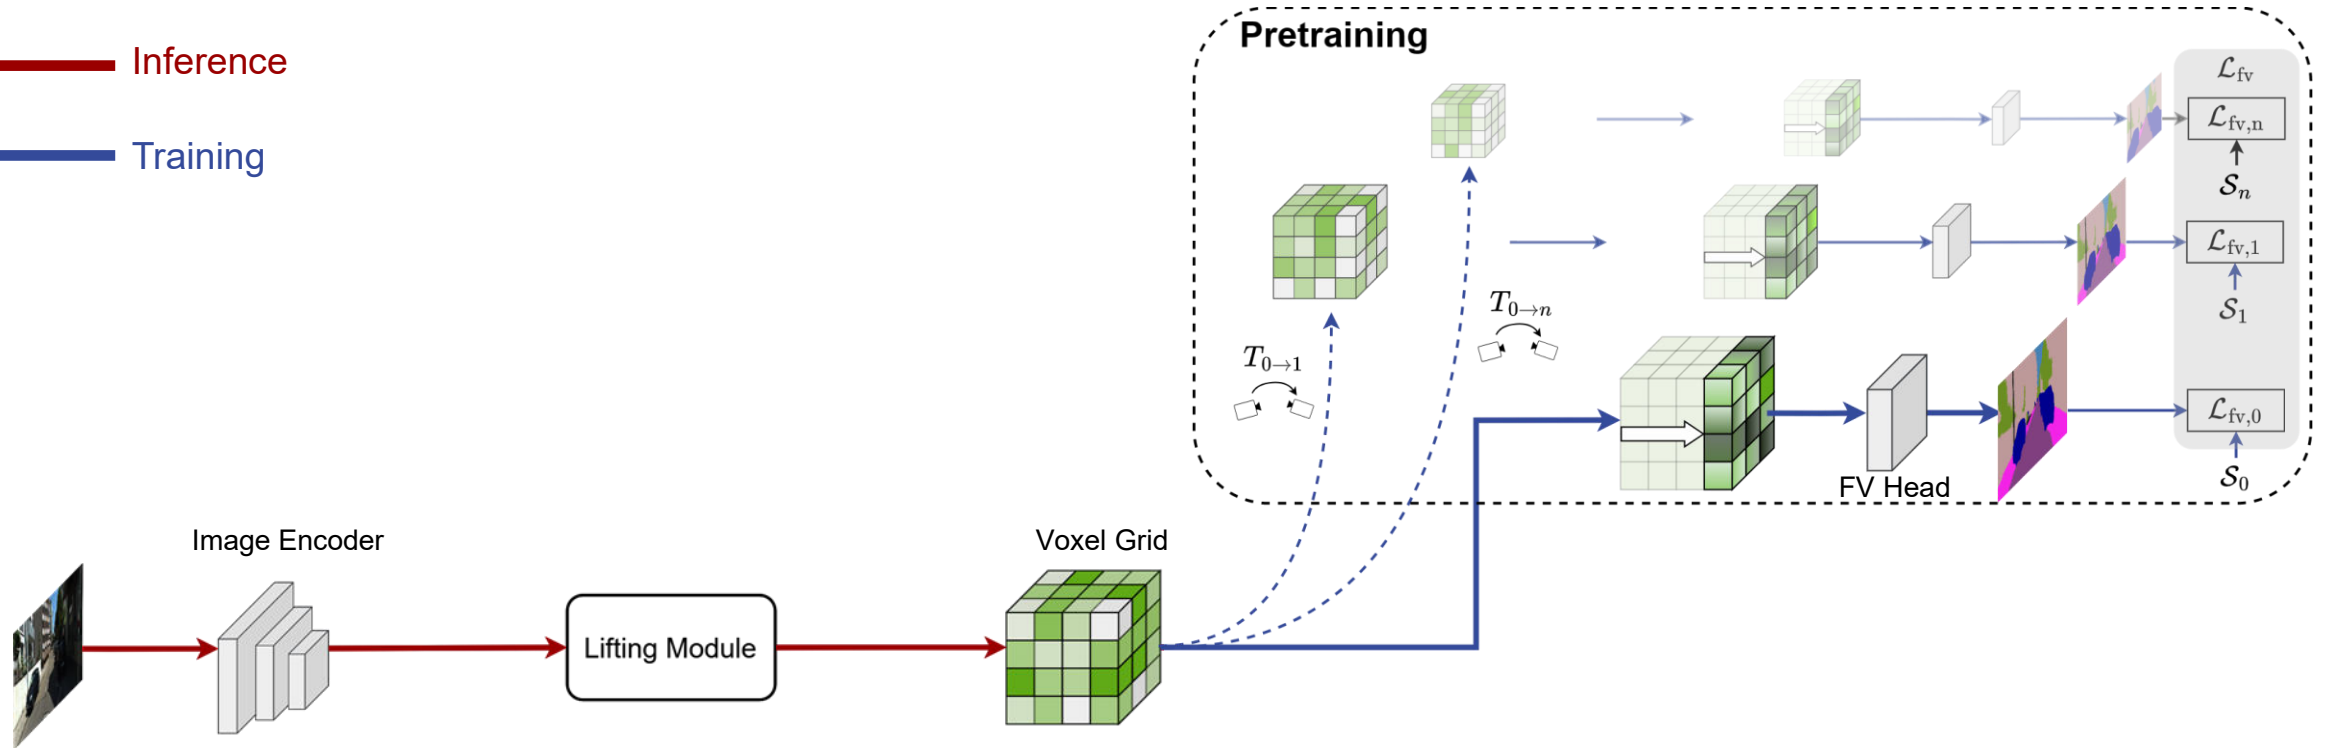 Inference
Training
Pretraining
ℒfv
ℒfv,n
𝒮n
ℒfv,1
𝒮1
T0→n
T0→1
ℒfv,0
𝒮0
FV Head
Image Encoder
Voxel Grid
Lifting Module